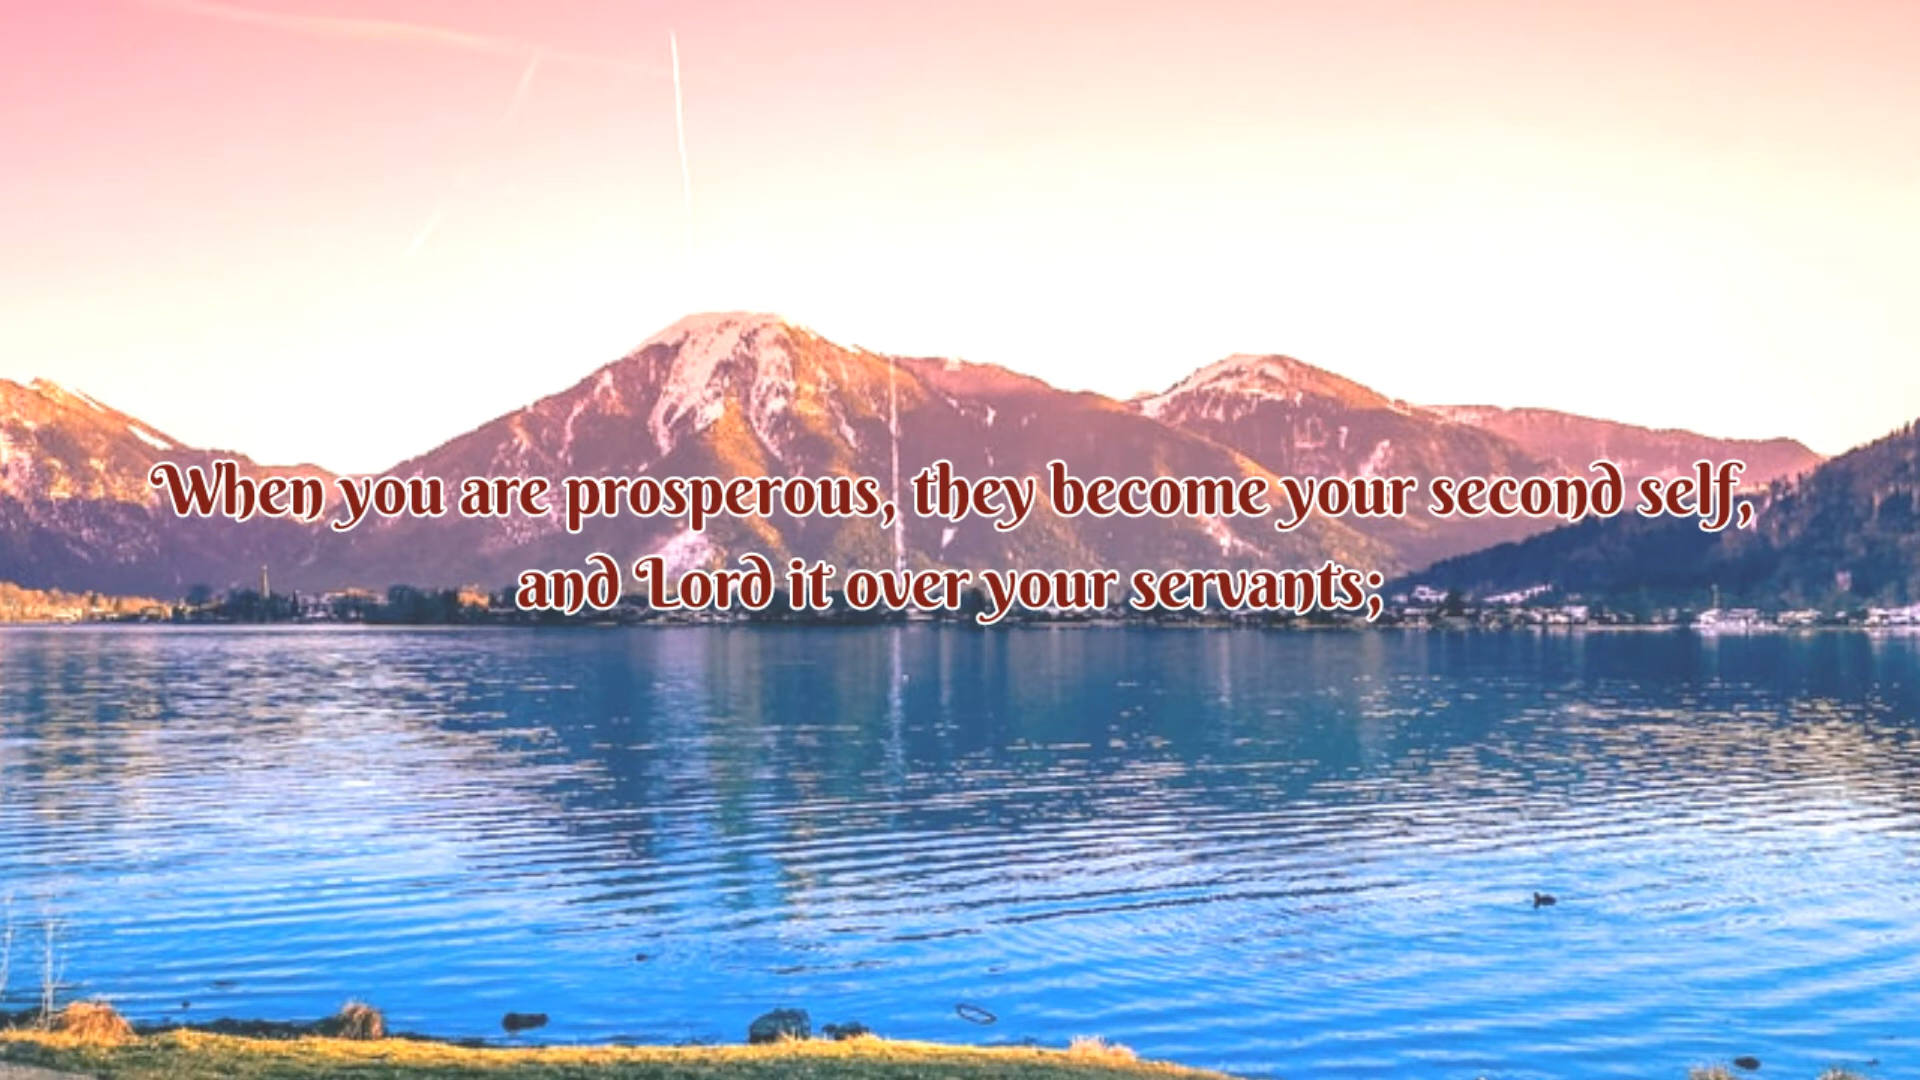 When you are prosperous, they become your second self,
and Lord it over your servants;